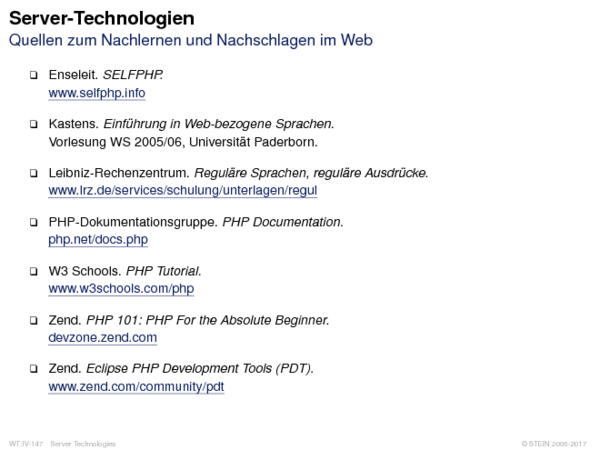 Server-Technologien
Quellen zum Nachlernen und Nachschlagen im Web
❑ Enseleit. SELFPHP.
www.selfphp.info
❑ Kastens. Einführung in Web-bezogene Sprachen.
Vorlesung WS 2005/06, Universität Paderborn.
❑ Leibniz-Rechenzentrum. Reguläre Sprachen, reguläre Ausdrücke.
www.lrz.de/services/schulung/unterlagen/regul
❑ PHP-Dokumentationsgruppe. PHP Documentation.
php.net/docs.php
❑ W3 Schools. PHP Tutorial.
www.w3schools.com/php
❑ Zend. PHP 101: PHP For the Absolute Beginner.
devzone.zend.com
❑ Zend. Eclipse PHP Development Tools (PDT).
www.zend.com/community/pdt
WT:IV-147 Server Technologies © STEIN 2005-2017